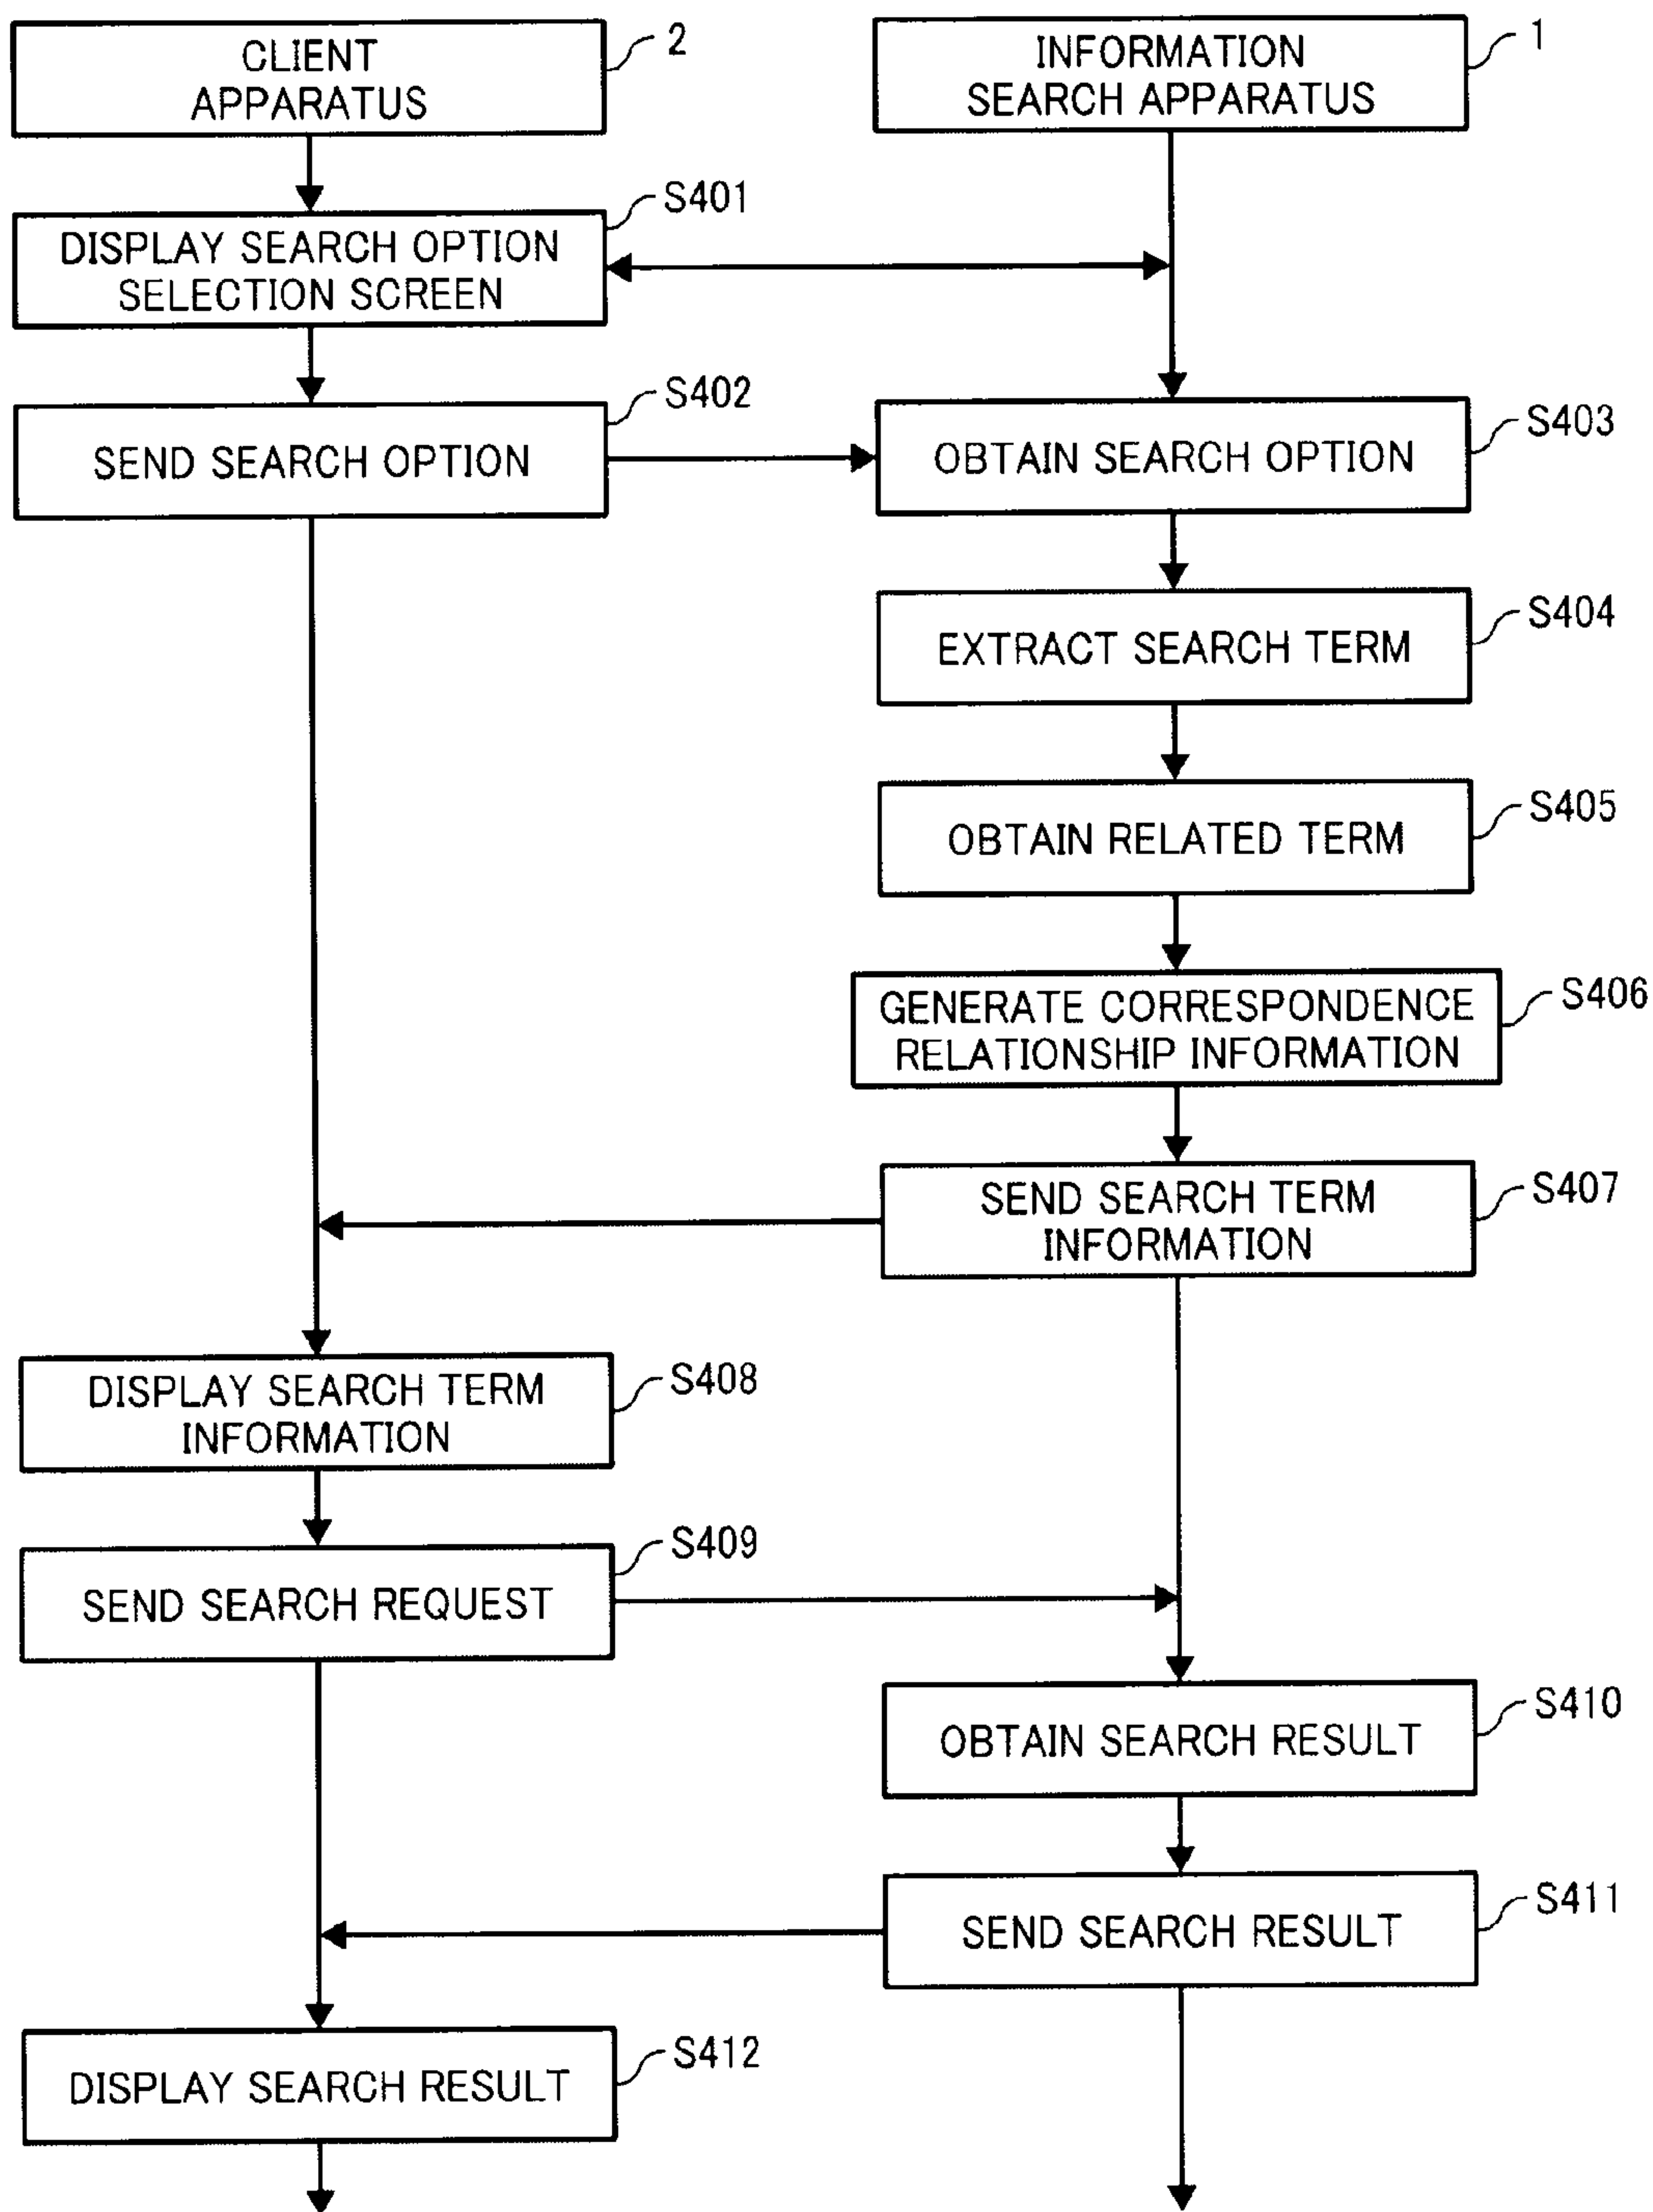 CLIENT
APPARATUS
2
INFORMATION
SEARCH APPARATUS
1
S401
DISPLAY SEARCH OPTION
SELECTION SCREEN
S402
SEND SEARCH OPTION
S403
OBTAIN SEARCH OPTION
S404
EXTRACT SEARCH TERM
S405
OBTAIN RELATED TERM
S406
GENERATE CORRESPONDENCE
RELATIONSHIP INFORMATION
S407
SEND SEARCH TERM
INFORMATION
S408
DISPLAY SEARCH TERM
INFORMATION
S409
SEND SEARCH REQUEST
S410
OBTAIN SEARCH RESULT
S411
SEND SEARCH RESULT
S412
DISPLAY SEARCH RESULT